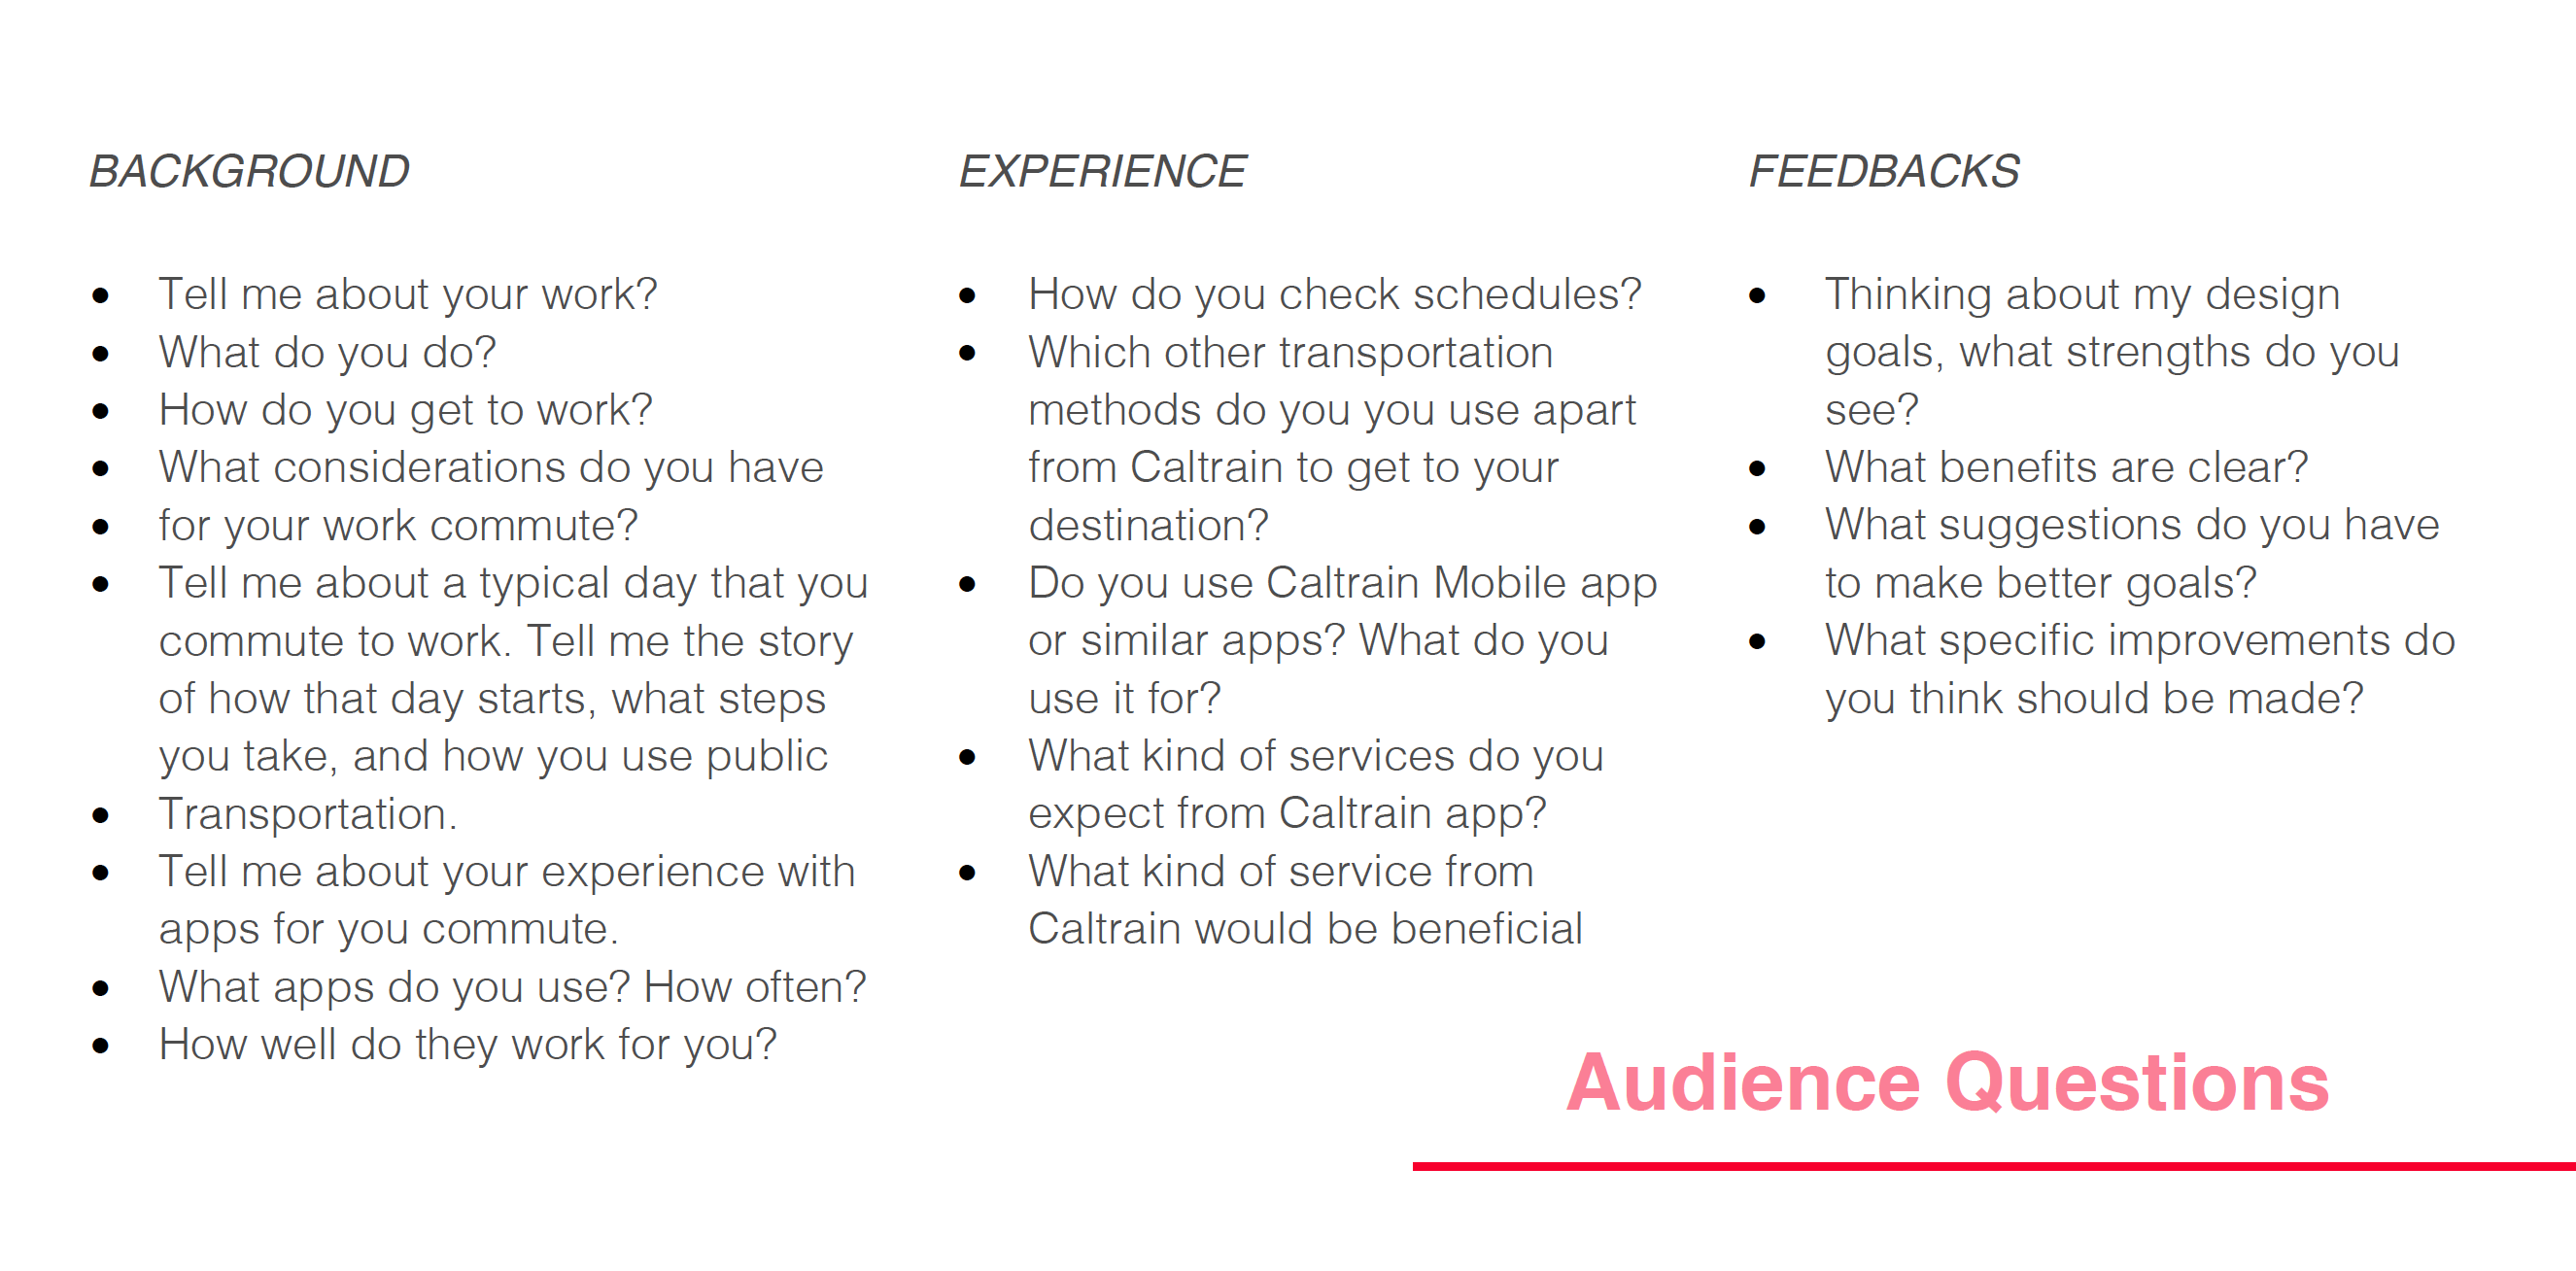 BACKGROUND
• Tell me about your work?
• What do you do?
• How do you get to work?
• What considerations do you have
• for your work commute?
• Tell me about a typical day that you
commute to work. Tell me the story
of how that day starts, what steps
you take, and how you use public
• Transportation.
• Tell me about your experience with
apps for you commute.
• What apps do you use? How often?
• How well do they work for you?
EXPERIENCE
• How do you check schedules?
• Which other transportation
methods do you you use apart
from Caltrain to get to your
destination?
• Do you use Caltrain Mobile app
or similar apps? What do you
use it for?
• What kind of services do you
expect from Caltrain app?
• What kind of service from
Caltrain would be beneficial
FEEDBACKS
• Thinking about my design
goals, what strengths do you
see?
• What benefits are clear?
• What suggestions do you have
to make better goals?
• What specific improvements do
you think should be made?
Audience Questions